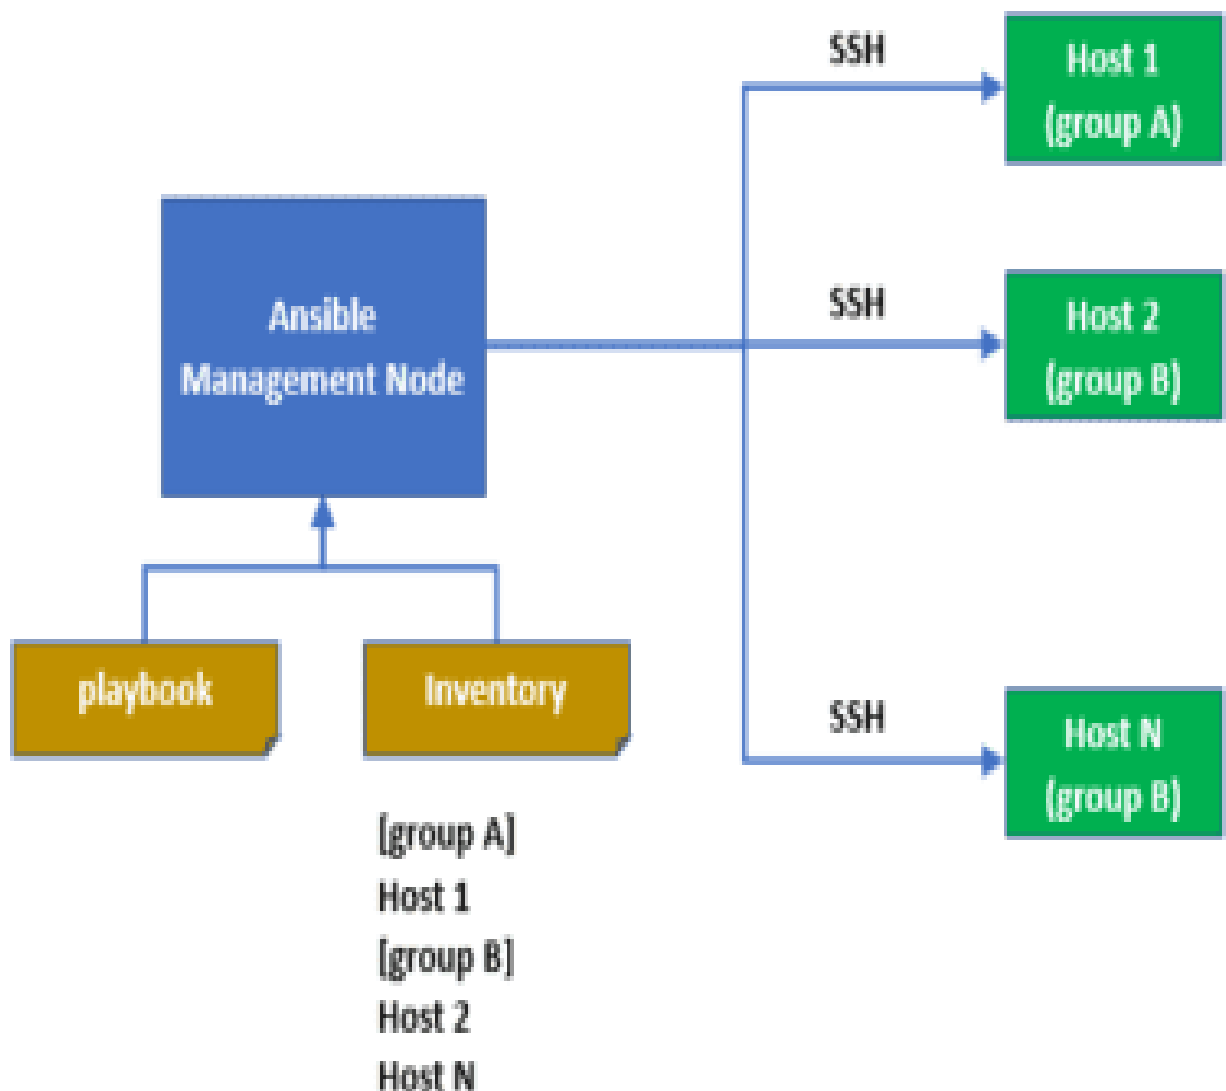 SSH
Host 1
(group A)
Ansible
Management Node
SSH
Host 2
(group B)
playbook
Inventory
SSH
Host N
(group B)
[group A]
Host 1
[group B]
Host 2
Host N